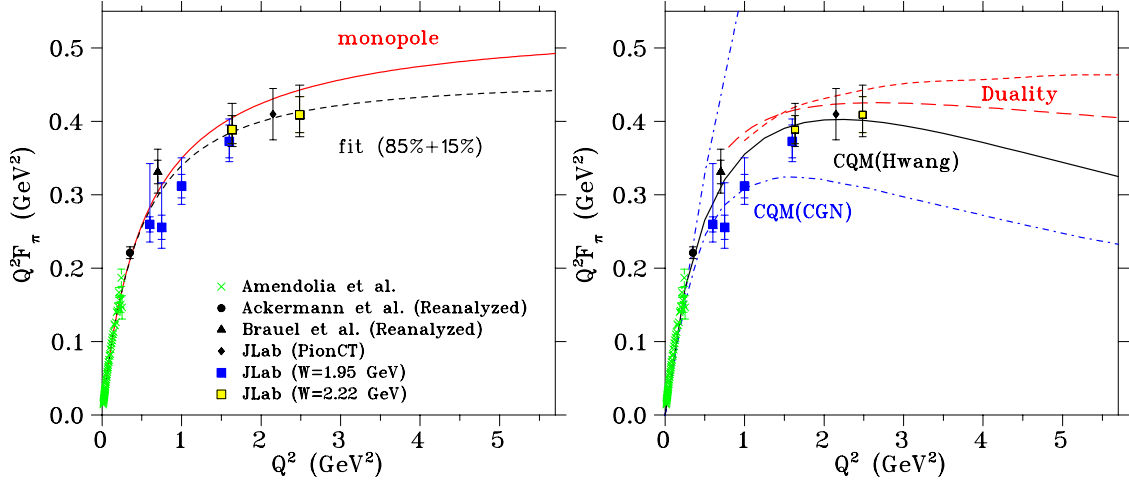 0.5
0.4
0.3
0.2
0.1
0.0
Q²F_π (GeV²)
monopole
fit (85%+15%)
Amendolia et al.
Ackermann et al. (Reanalyzed)
Brauel et al. (Reanalyzed)
JLab (PionCT)
JLab (W=1.95 GeV)
JLab (W=2.22 GeV)
0 1 2 3 4 5
Q² (GeV²)
0.5
0.4
0.3
0.2
0.1
0.0
Q²F_π (GeV²)
Duality
CQM(Hwang)
CQM(CGN)
0 1 2 3 4 5
Q² (GeV²)